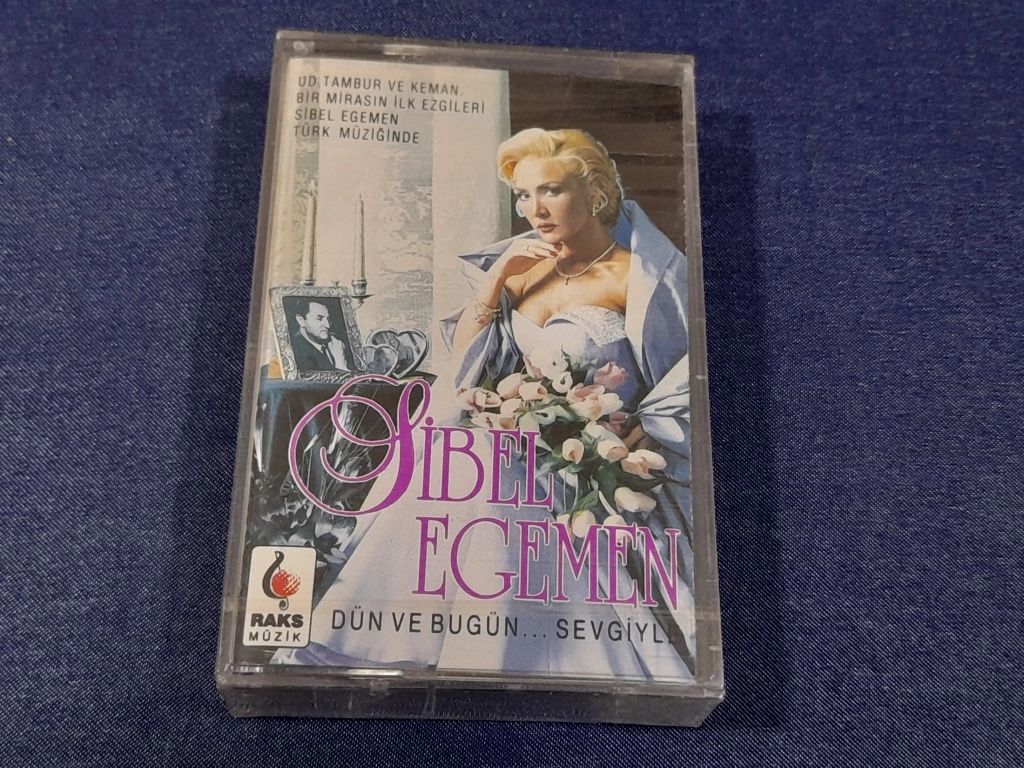 UD, TAMBUR VE KEMAN
BİR MİRASIN İLK EZGİLERİ
SİBEL EGEMEN
TÜRK MÜZİĞİNDE
SİBEL
EGEMEN
DÜN VE BUGÜN... SEVGİYLE
RAKS
MÜZİK